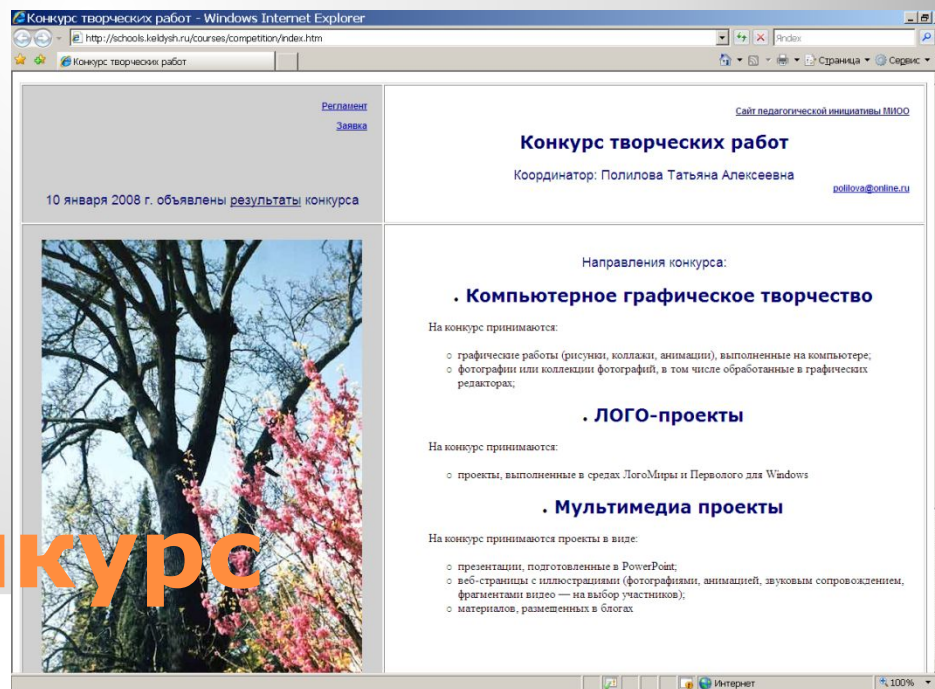 Конкурс творческих работ - Windows Internet Explorer
http://schools.keldysh.ru/courses/competition/index.htm
Яndex
Конкурс творческих работ
Страница
Сервис
Регламент
Заявка
10 января 2008 г. объявлены результаты конкурса
Сайт педагогической инициативы МИОО
Конкурс творческих работ
Координатор: Полилова Татьяна Алексеевна
polilova@online.ru
Направления конкурса:
• Компьютерное графическое творчество
На конкурс принимаются:
○ графические работы (рисунки, коллажи, анимации), выполненные на компьютере;
○ фотографии или коллекции фотографий, в том числе обработанные в графических
редакторах;
• ЛОГО-проекты
На конкурс принимаются:
○ проекты, выполненные в средах ЛогоМиры и Перволого для Windows
• Мультимедиа проекты
На конкурс принимаются проекты в виде:
○ презентации, подготовленные в PowerPoint;
○ веб-страницы с иллюстрациями (фотографиями, анимацией, звуковым сопровождением,
фрагментами видео — на выбор участников);
○ материалов, размещенных в блогах
нкурс
Интернет
100%